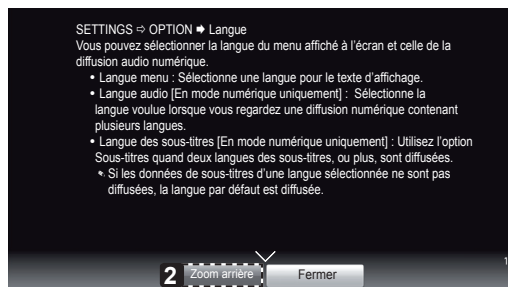 SETTINGS ⇨ OPTION ➡ Langue
Vous pouvez sélectionner la langue du menu affiché à l'écran et celle de la
diffusion audio numérique.
• Langue menu : Sélectionne une langue pour le texte d'affichage.
• Langue audio [En mode numérique uniquement] : Sélectionne la
langue voulue lorsque vous regardez une diffusion numérique contenant
plusieurs langues.
• Langue des sous-titres [En mode numérique uniquement] : Utilisez l'option
Sous-titres quand deux langues des sous-titres, ou plus, sont diffusées.
Si les données de sous-titres d'une langue sélectionnée ne sont pas
diffusées, la langue par défaut est diffusée.
1
2 Zoom arrière Fermer